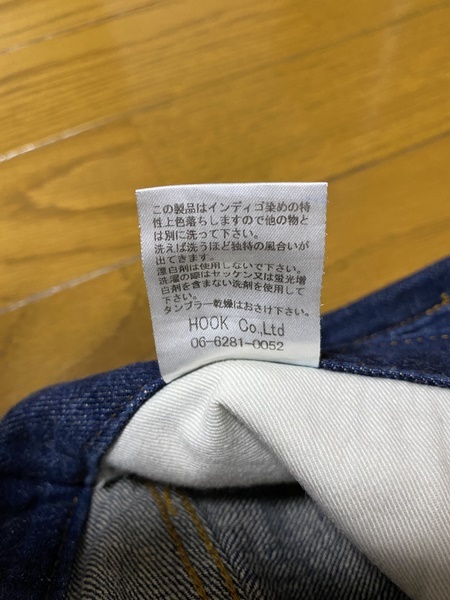 この製品はインディゴ染めの特
性上色落ちしますので他の物と
は別に洗って下さい。
洗えば洗うほど独特の風合いが
出てきます。
漂白剤は使用しないで下さい。
洗濯の際はセッケン又は蛍光増
白剤を含まない洗剤を使用して
下さい。
タンブラー乾燥はおさけ下さい。
HOOK Co.,Ltd
06-6281-0052